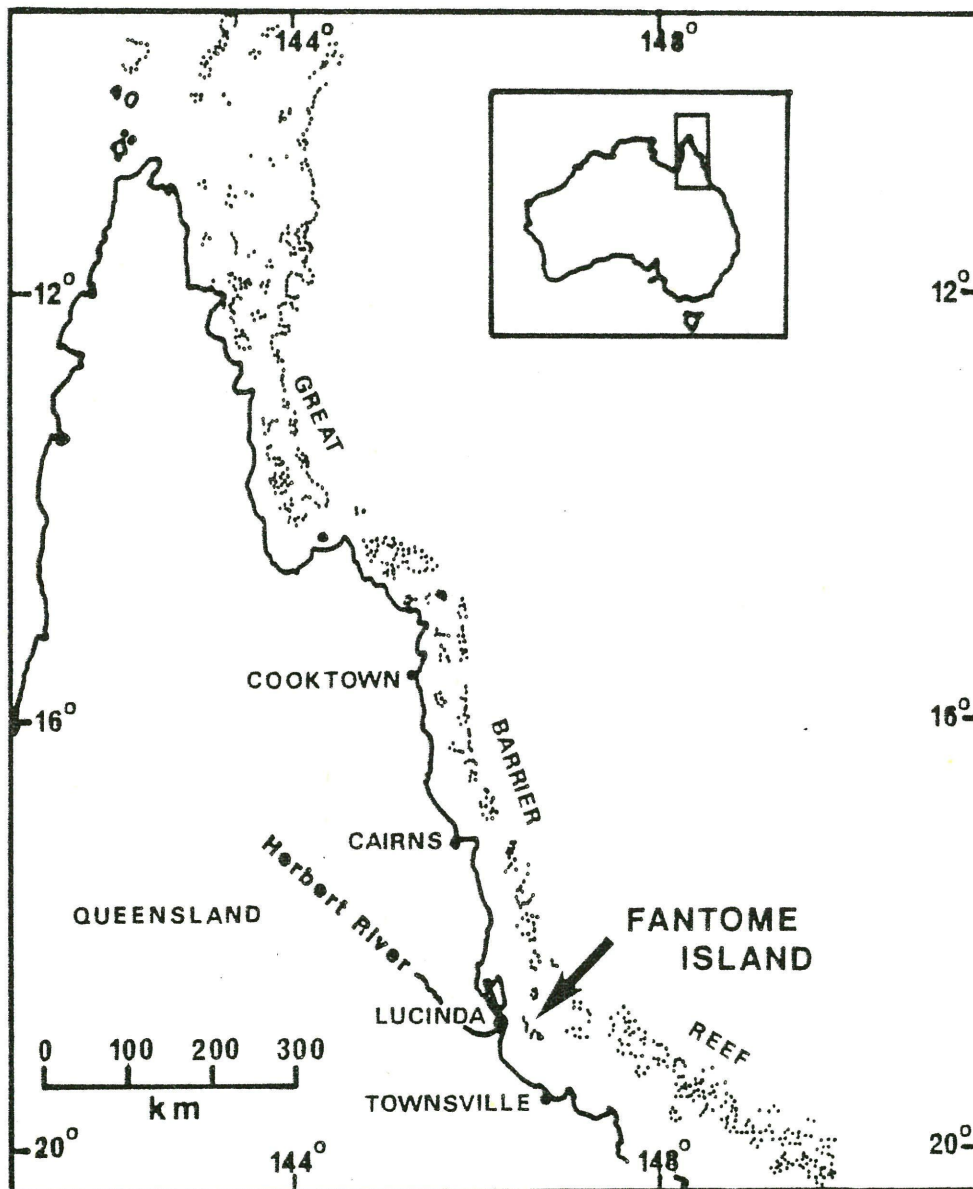 144°
148°
12°
12°
GREAT
COOKTOWN
16°
16°
BARRIER
CAIRNS
Herbert River
QUEENSLAND
FANTOME
ISLAND
LUCINDA
0 100 200 300
km
REEF
TOWNSVILLE
20°
144°
148°
20°